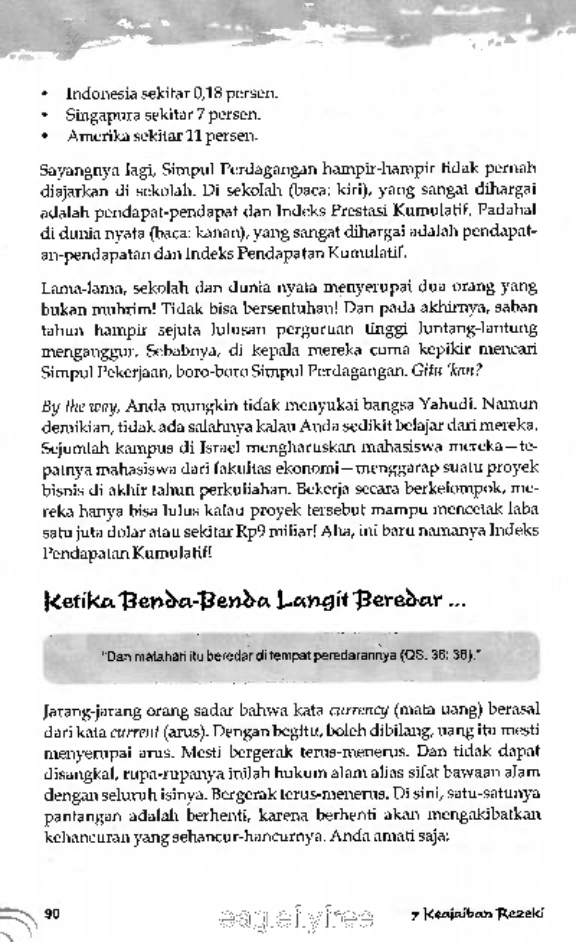 • Indonesia sekitar 0,18 persen.
• Singapura sekitar 7 persen.
• Amerika sekitar 11 persen.
Sayangnya lagi, Simpul Perdagangan hampir-hampir tidak pernah
diajarkan di sekolah. Di sekolah (baca: kiri), yang sangat dihargai
adalah pendapat-pendapat dan Indeks Prestasi Kumulatif. Padahal
di dunia nyata (baca: kanan), yang sangat dihargai adalah pendapat-
an-pendapatan dan Indeks Pendapatan Kumulatif.
Lama-lama, sekolah dan dunia nyata menyerupai dua orang yang
bukan muhrim! Tidak bisa bersentuhan! Dan pada akhirnya, saban
tahun hampir sejuta lulusan perguruan tinggi luntang-lantung
menganggur. Sebabnya, di kepala mereka cuma kepikir mencari
Simpul Pekerjaan, boro-boro Simpul Perdagangan. Gitu 'kan?
By the way, Anda mungkin tidak menyukai bangsa Yahudi. Namun
demikian, tidak ada salahnya kalau Anda sedikit belajar dari mereka.
Sejumlah kampus di Israel mengharuskan mahasiswa mereka—te-
patnya mahasiswa dari fakultas ekonomi—menggarap suatu proyek
bisnis di akhir tahun perkuliahan. Bekerja secara berkelompok, me-
reka hanya bisa lulus kalau proyek tersebut mampu mencetak laba
satu juta dolar atau sekitar Rp9 miliar! Aha, ini baru namanya Indeks
Pendapatan Kumulatif!
Ketika Benda-Benda Langit Beredar ...
"Dan matahari itu beredar di tempat peredarannya (QS. 36: 38)."
Jarang-jarang orang sadar bahwa kata currency (mata uang) berasal
dari kata current (arus). Dengan begitu, boleh dibilang, uang itu mesti
menyerupai arus. Mesti bergerak terus-menerus. Dan tidak dapat
disangkal, rupa-rupanya inilah hukum alam alias sifat bawaan alam
dengan seluruh isinya. Bergerak terus-menerus. Di sini, satu-satunya
pantangan adalah berhenti, karena berhenti akan mengakibatkan
kehancuran yang sehancur-hancurnya. Anda amati saja:
90
7 Keajaiban Rezeki